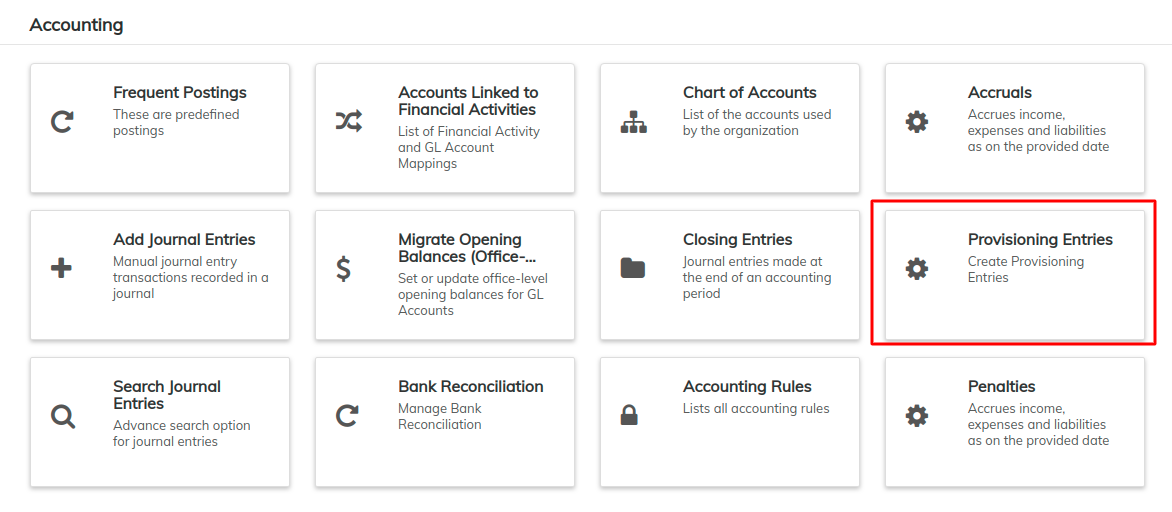 Accounting
Frequent Postings
These are predefined
postings
Accounts Linked to
Financial Activities
List of Financial Activity
and GL Account
Mappings
Chart of Accounts
List of the accounts used
by the organization
Accruals
Accrues income,
expenses and liabilities
as on the provided date
Add Journal Entries
Manual journal entry
transactions recorded in a
journal
Migrate Opening
Balances (Office-...
Set or update office-level
opening balances for GL
Accounts
Closing Entries
Journal entries made at
the end of an accounting
period
Provisioning Entries
Create Provisioning
Entries
Search Journal
Entries
Advance search option
for journal entries
Bank Reconciliation
Manage Bank
Reconciliation
Accounting Rules
Lists all accounting rules
Penalties
Accrues income,
expenses and liabilities
as on the provided date